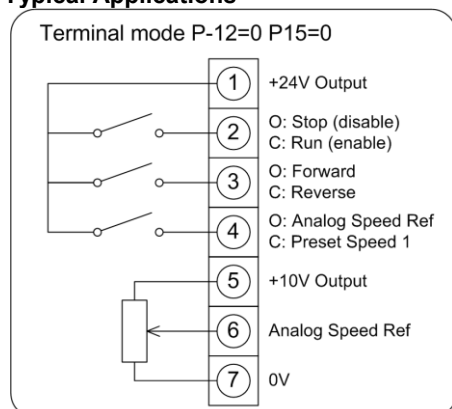 Typical Applications
Terminal mode P-12=0 P15=0
1 +24V Output
2 O: Stop (disable)
C: Run (enable)
3 O: Forward
C: Reverse
4 O: Analog Speed Ref
C: Preset Speed 1
5 +10V Output
6 Analog Speed Ref
7 0V